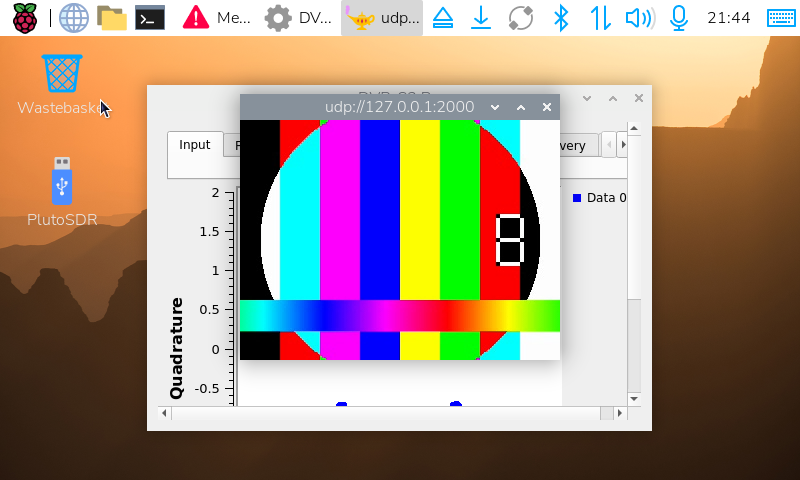 Me...
DV...
udp...
21:44
Wastebasket
PlutoSDR
udp://127.0.0.1:2000
Input
very
Data 0
2
1.5
1
0.5
0
-0.5
Quadrature
8